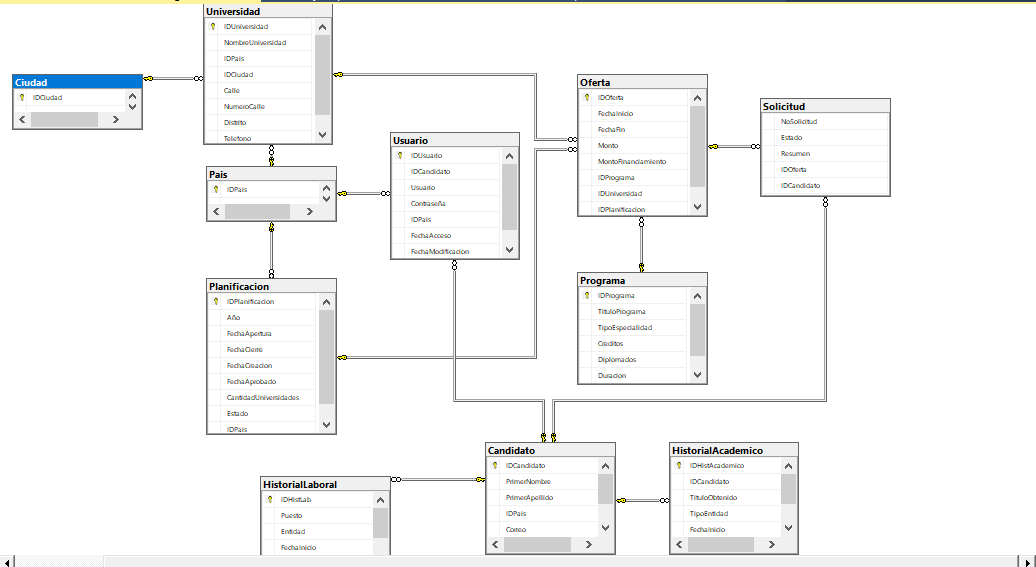 Universidad
IDUniversidad
NombreUniversidad
IDPais
IDCiudad
Calle
NumeroCalle
Distrito
Telefono
Ciudad
IDCiudad
Oferta
IDOferta
FechaInicio
FechaFin
Monto
MontoFinanciamiento
IDPrograma
IDUniversidad
IDPlanificacion
Solicitud
NoSolicitud
Estado
Resumen
IDOferta
IDCandidato
Usuario
IDUsuario
IDCandidato
Usuario
Contraseña
IDPais
FechaAcceso
FechaModificacion
Pais
IDPais
Planificacion
IDPlanificacion
Año
FechaApertura
FechaCierre
FechaCreacion
FechaAprobado
CantidadUniversidades
Estado
IDPais
Programa
IDPrograma
TituloPrograma
TipoEspecialidad
Creditos
Diplomados
Duracion
Candidato
IDCandidato
PrimerNombre
PrimerApellido
IDPais
Correo
HistorialAcademico
IDHistAcademico
IDCandidato
TituloObtenido
TipoEntidad
FechaInicio
HistorialLaboral
IDHistLab
Puesto
Entidad
FechaInicio